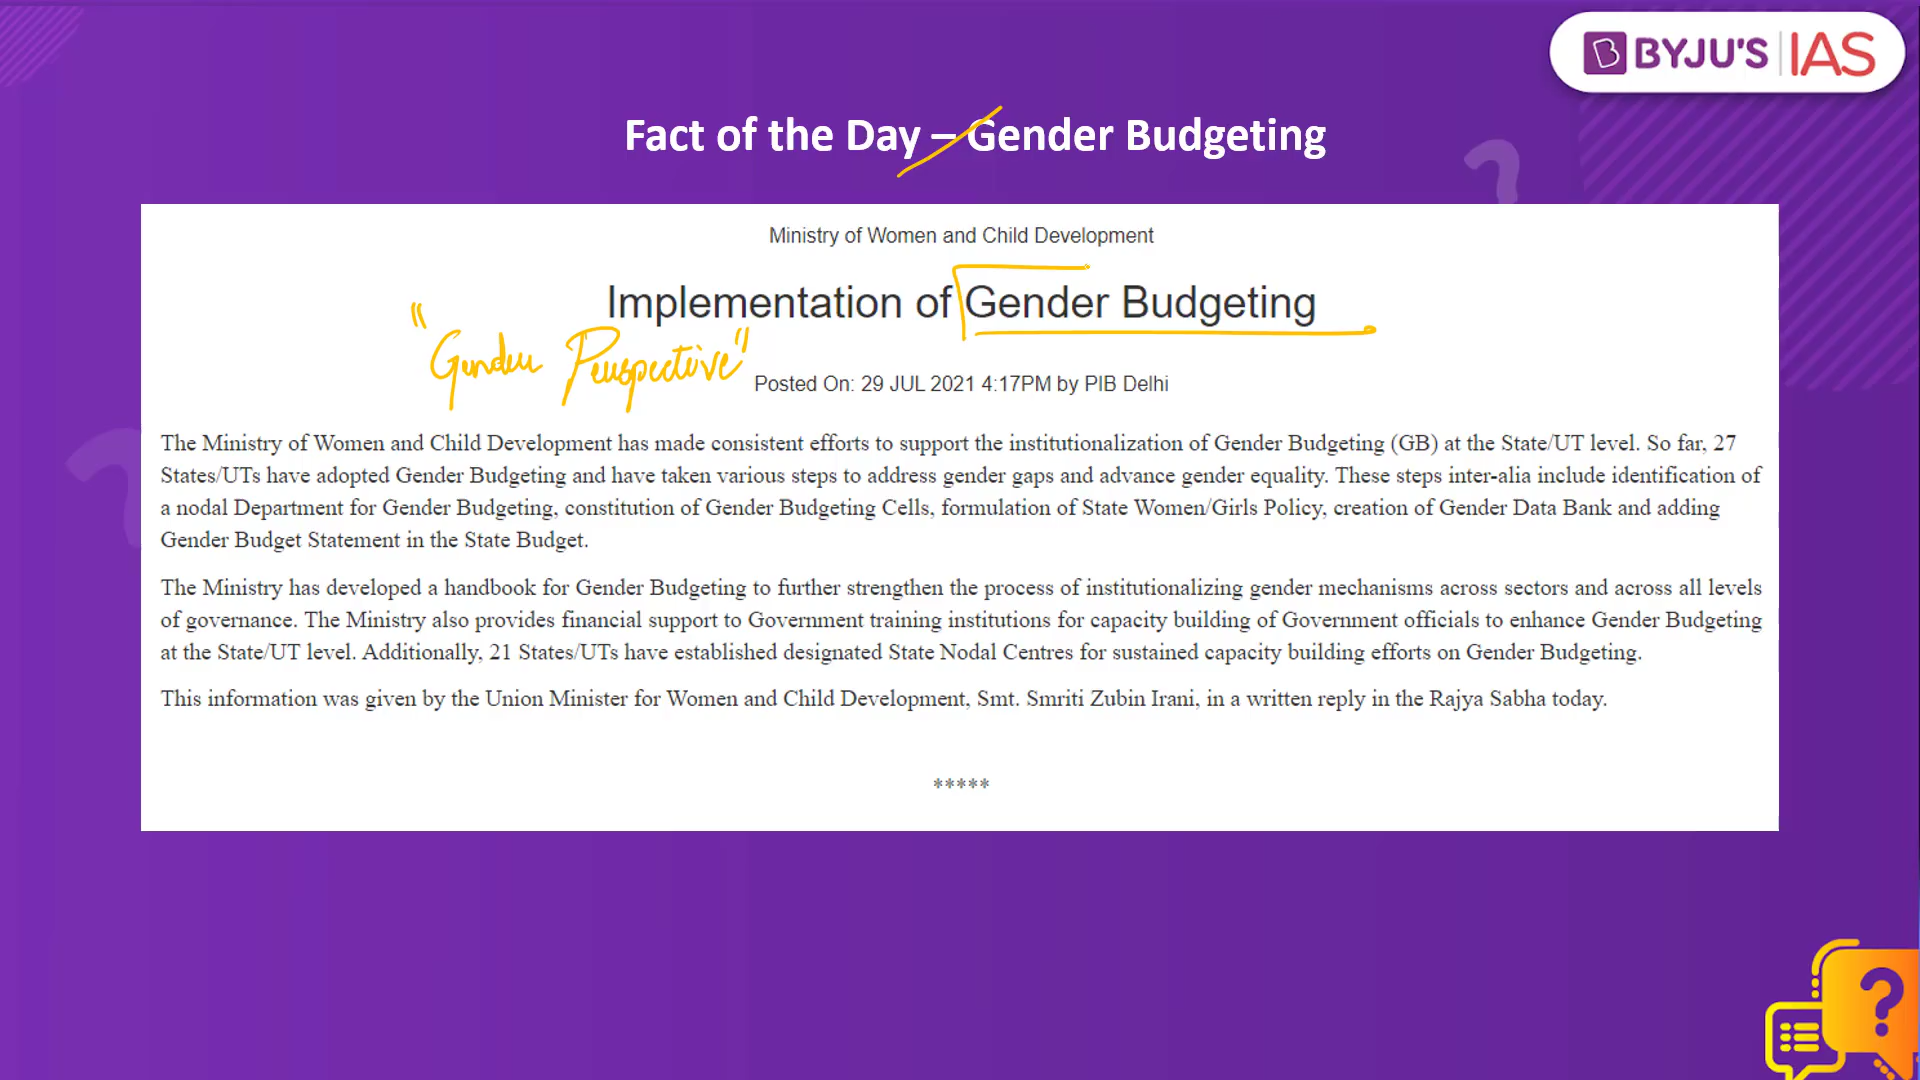 BYJU'S IAS
Fact of the Day – Gender Budgeting
Ministry of Women and Child Development
Implementation of Gender Budgeting
"Gender Perspective"
Posted On: 29 JUL 2021 4:17PM by PIB Delhi
The Ministry of Women and Child Development has made consistent efforts to support the institutionalization of Gender Budgeting (GB) at the State/UT level. So far, 27
States/UTs have adopted Gender Budgeting and have taken various steps to address gender gaps and advance gender equality. These steps inter-alia include identification of
a nodal Department for Gender Budgeting, constitution of Gender Budgeting Cells, formulation of State Women/Girls Policy, creation of Gender Data Bank and adding
Gender Budget Statement in the State Budget.
The Ministry has developed a handbook for Gender Budgeting to further strengthen the process of institutionalizing gender mechanisms across sectors and across all levels
of governance. The Ministry also provides financial support to Government training institutions for capacity building of Government officials to enhance Gender Budgeting
at the State/UT level. Additionally, 21 States/UTs have established designated State Nodal Centres for sustained capacity building efforts on Gender Budgeting.
This information was given by the Union Minister for Women and Child Development, Smt. Smriti Zubin Irani, in a written reply in the Rajya Sabha today.
*****